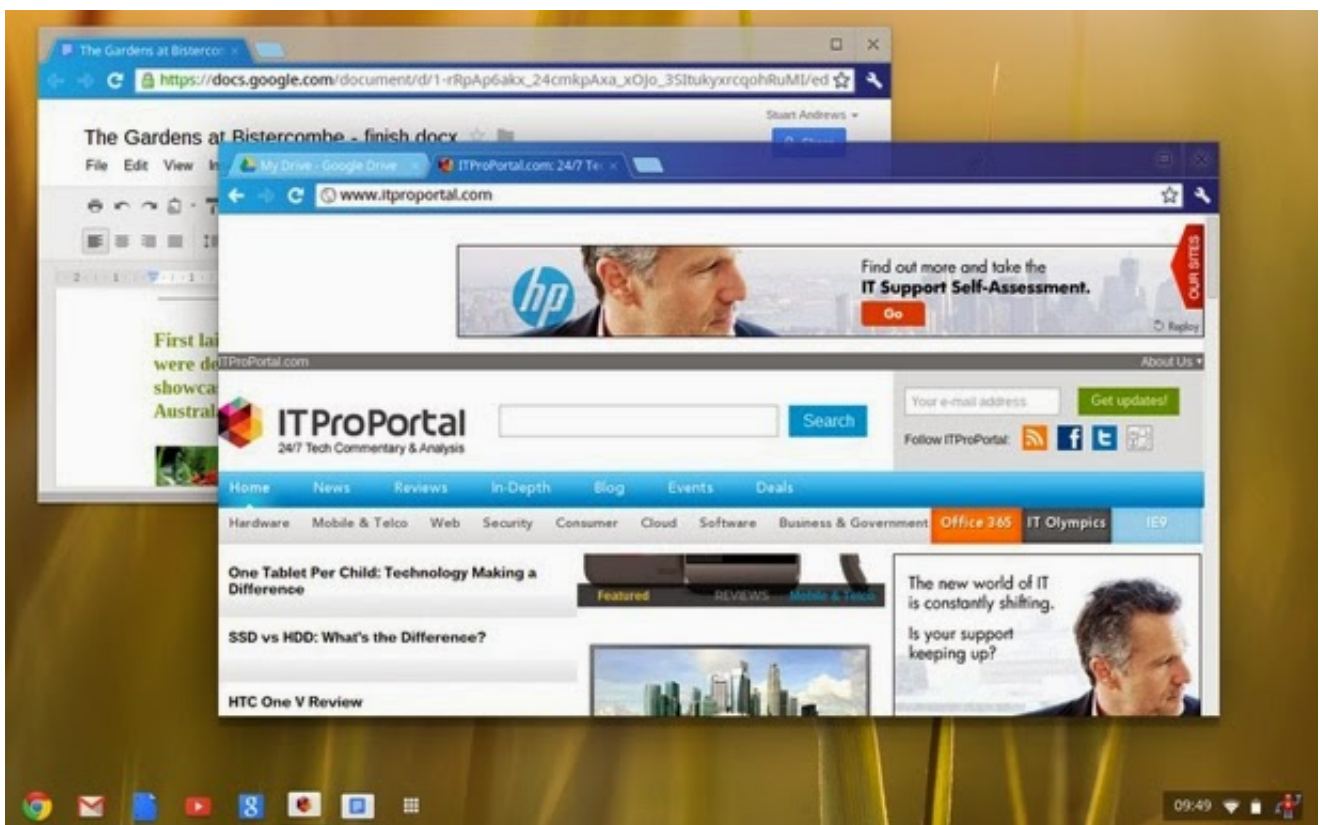 The Gardens at Bistercom
https://docs.google.com/document/d/1-rRpAp6akx_24cmkpAxa_xOJo_3SItukyxrcqohRuMI/ed
Stuart Andrews
The Gardens at Bistercombe - finish.docx
Share
File Edit View In
First lai
were de
showca
Austral
My Drive - Google Drive
ITProPortal.com: 24/7 Te
www.itproportal.com
OUR SITES
hp
Find out more and take the
IT Support Self-Assessment.
Go
Replay
ITProPortal.com
About Us
ITProPortal
24/7 Tech Commentary & Analysis
Search
Your e-mail address
Get updates!
Follow ITProPortal:
Home News Reviews In-Depth Blog Events Deals
Hardware Mobile & Telco Web Security Consumer Cloud Software Business & Government Office 365 IT Olympics IE9
One Tablet Per Child: Technology Making a
Difference
Featured REVIEWS Mobile & Telco
SSD vs HDD: What's the Difference?
HTC One V Review
The new world of IT
is constantly shifting.
Is your support
keeping up?
09:49